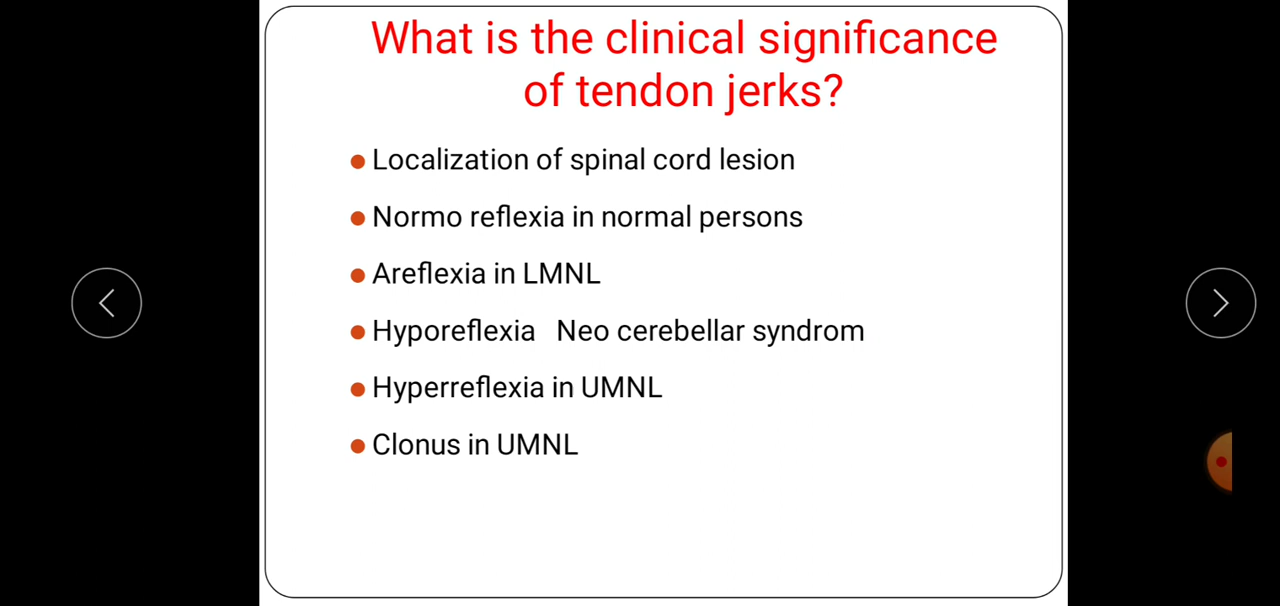 What is the clinical significance
of tendon jerks?
Localization of spinal cord lesion
Normo reflexia in normal persons
Areflexia in LMNL
Hyporeflexia   Neo cerebellar syndrom
Hyperreflexia in UMNL
Clonus in UMNL